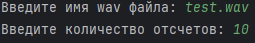 Введите имя wav файла: test.wav
Введите количество отсчетов: 10